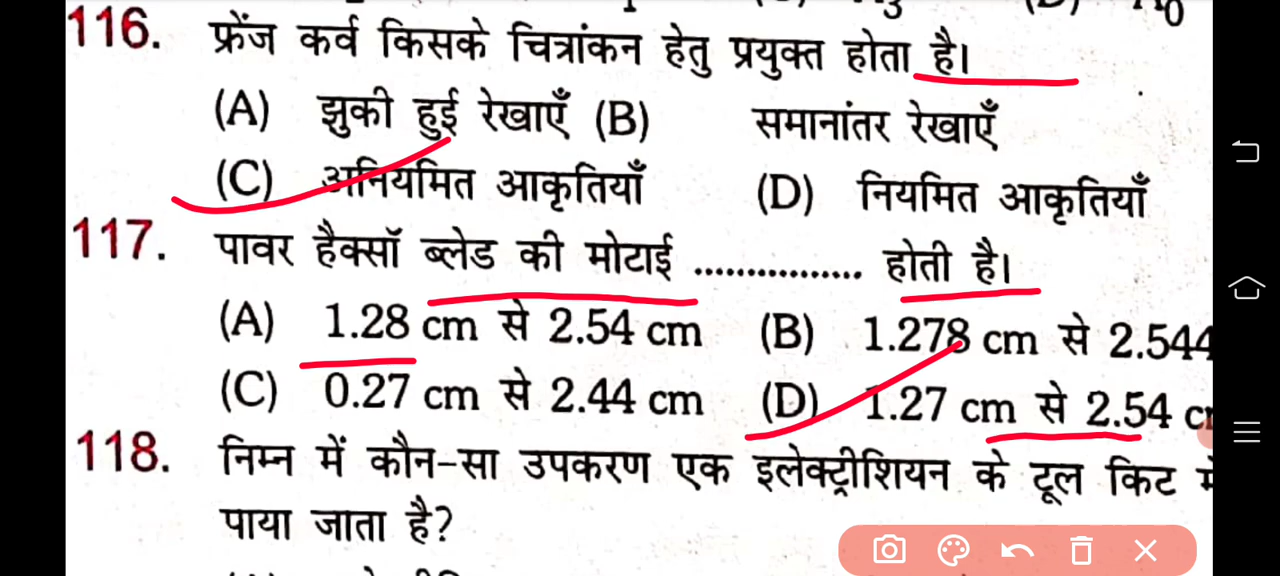 116. फ्रेंज कर्व किसके चित्रांकन हेतु प्रयुक्त होता है।
(A) झुकी हुई रेखाएँ (B) समानांतर रेखाएँ
(C) अनियमित आकृतियाँ (D) नियमित आकृतियाँ
117. पावर हैक्सॉ ब्लेड की मोटाई ................ होती है।
(A) 1.28 cm से 2.54 cm (B) 1.278 cm से 2.544
(C) 0.27 cm से 2.44 cm (D) 1.27 cm से 2.54 c
118. निम्न में कौन-सा उपकरण एक इलेक्ट्रीशियन के टूल किट में
पाया जाता है?